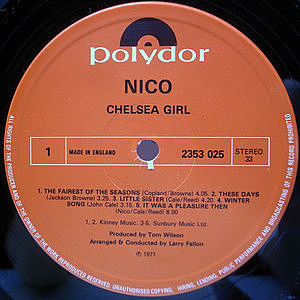 polydor
NICO
CHELSEA GIRL
1 MADE IN ENGLAND 2353 025 STEREO
33
1. THE FAIREST OF THE SEASONS (Copland/Browne) 4.05. 2. THESE DAYS
(Jackson Browne) 3.25. 3. LITTLE SISTER (Cale/Reed) 4.20. 4. WINTER
SONG (John Cale) 3.15. 5. IT WAS A PLEASURE THEN
(Nico/Cale/Reed) 8.00
1, 2. Kinney Music. 3-5. Sunbury Music Ltd.
Produced by Tom Wilson
Arranged & Conducted by Larry Fallon
℗ 1971
ALL RIGHTS OF THE PRODUCER AND OF THE OWNER OF THE WORK REPRODUCED RESERVED. UNAUTHORISED COPYING, HIRING, LENDING, PUBLIC PERFORMANCE AND BROADCASTING OF THIS RECORD PROHIBITED